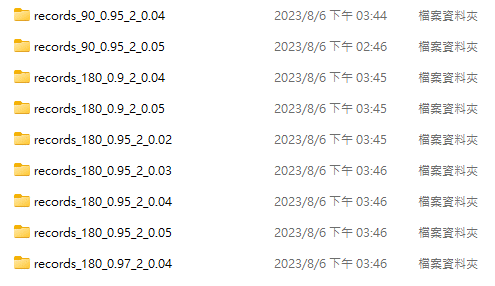 records_90_0.95_2_0.04 2023/8/6 下午 03:44 檔案資料夾
records_90_0.95_2_0.05 2023/8/6 下午 02:46 檔案資料夾
records_180_0.9_2_0.04 2023/8/6 下午 03:45 檔案資料夾
records_180_0.9_2_0.05 2023/8/6 下午 03:45 檔案資料夾
records_180_0.95_2_0.02 2023/8/6 下午 03:45 檔案資料夾
records_180_0.95_2_0.03 2023/8/6 下午 03:46 檔案資料夾
records_180_0.95_2_0.04 2023/8/6 下午 03:46 檔案資料夾
records_180_0.95_2_0.05 2023/8/6 下午 03:46 檔案資料夾
records_180_0.97_2_0.04 2023/8/6 下午 03:46 檔案資料夾